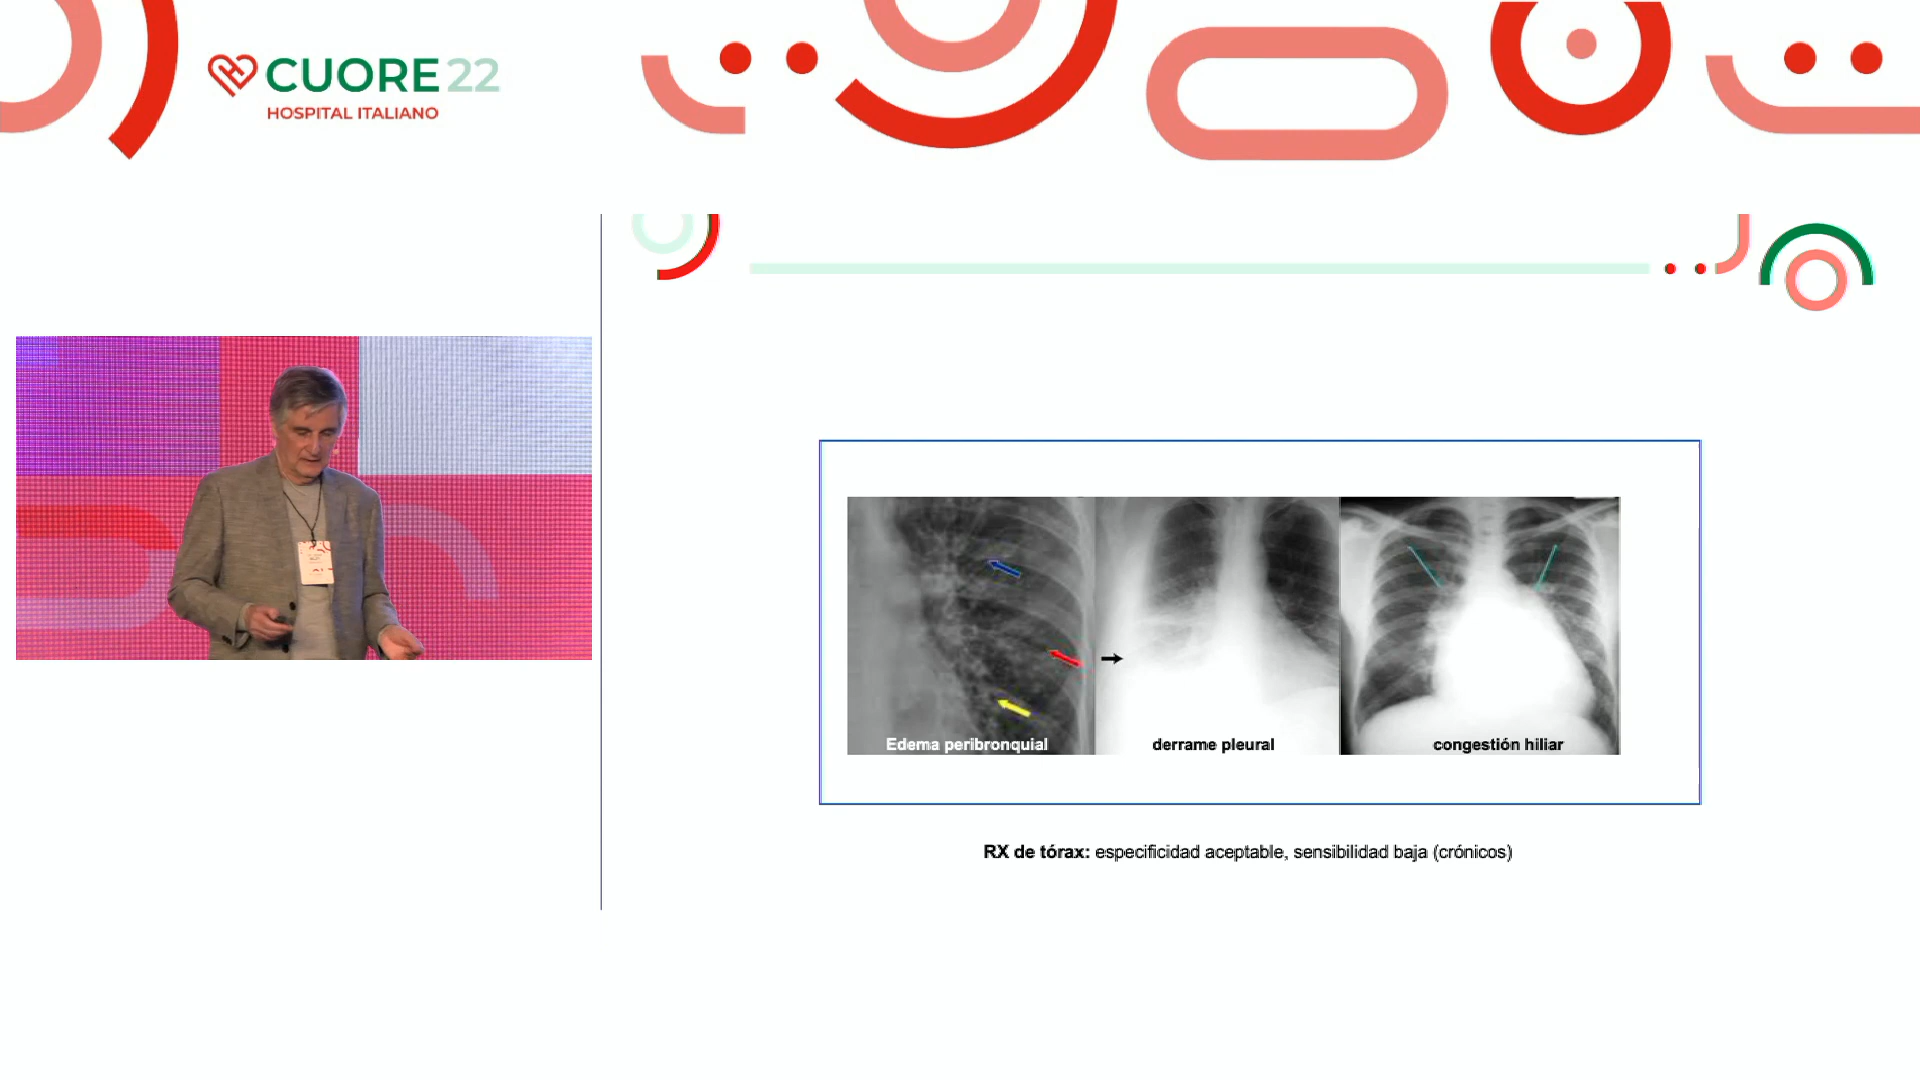 CUORE 22
HOSPITAL ITALIANO
Edema peribronquial
derrame pleural
congestión hiliar
RX de tórax: especificidad aceptable, sensibilidad baja (crónicos)